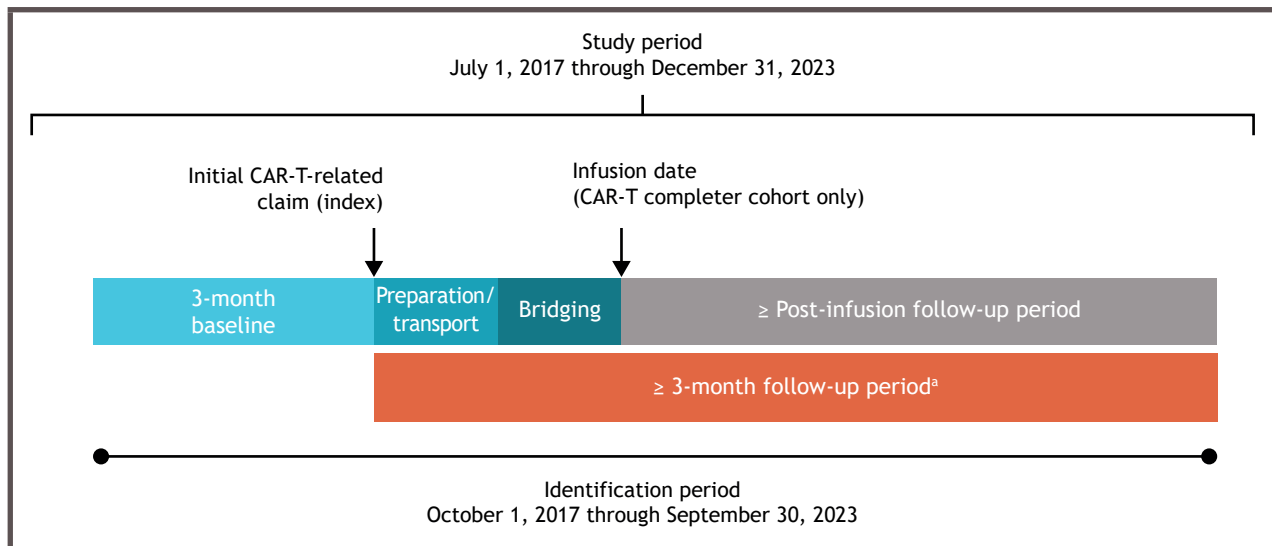 Study period
July 1, 2017 through December 31, 2023
Initial CAR-T-related
claim (index)
Infusion date
(CAR-T completer cohort only)
3-month
baseline
Preparation/
transport
Bridging
≥ Post-infusion follow-up period
≥ 3-month follow-up periodᵃ
Identification period
October 1, 2017 through September 30, 2023